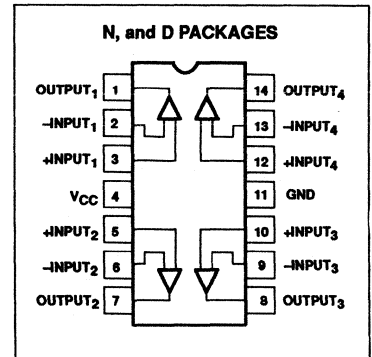 N, and D PACKAGES
OUTPUT1 1 14 OUTPUT4
–INPUT1 2 13 –INPUT4
+INPUT1 3 12 +INPUT4
VCC 4 11 GND
+INPUT2 5 10 +INPUT3
–INPUT2 6 9 –INPUT3
OUTPUT2 7 8 OUTPUT3